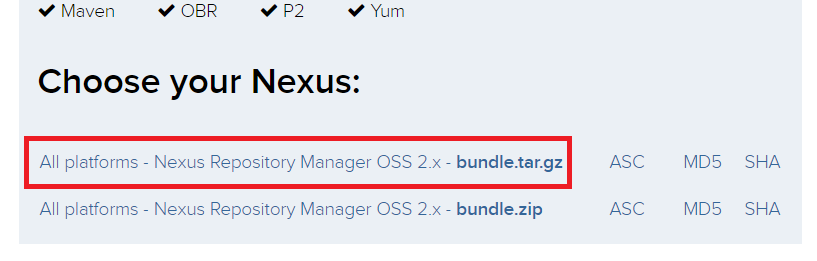 ✔ Maven ✔ OBR ✔ P2 ✔ Yum
Choose your Nexus:
All platforms - Nexus Repository Manager OSS 2.x - bundle.tar.gz ASC MD5 SHA
All platforms - Nexus Repository Manager OSS 2.x - bundle.zip ASC MD5 SHA